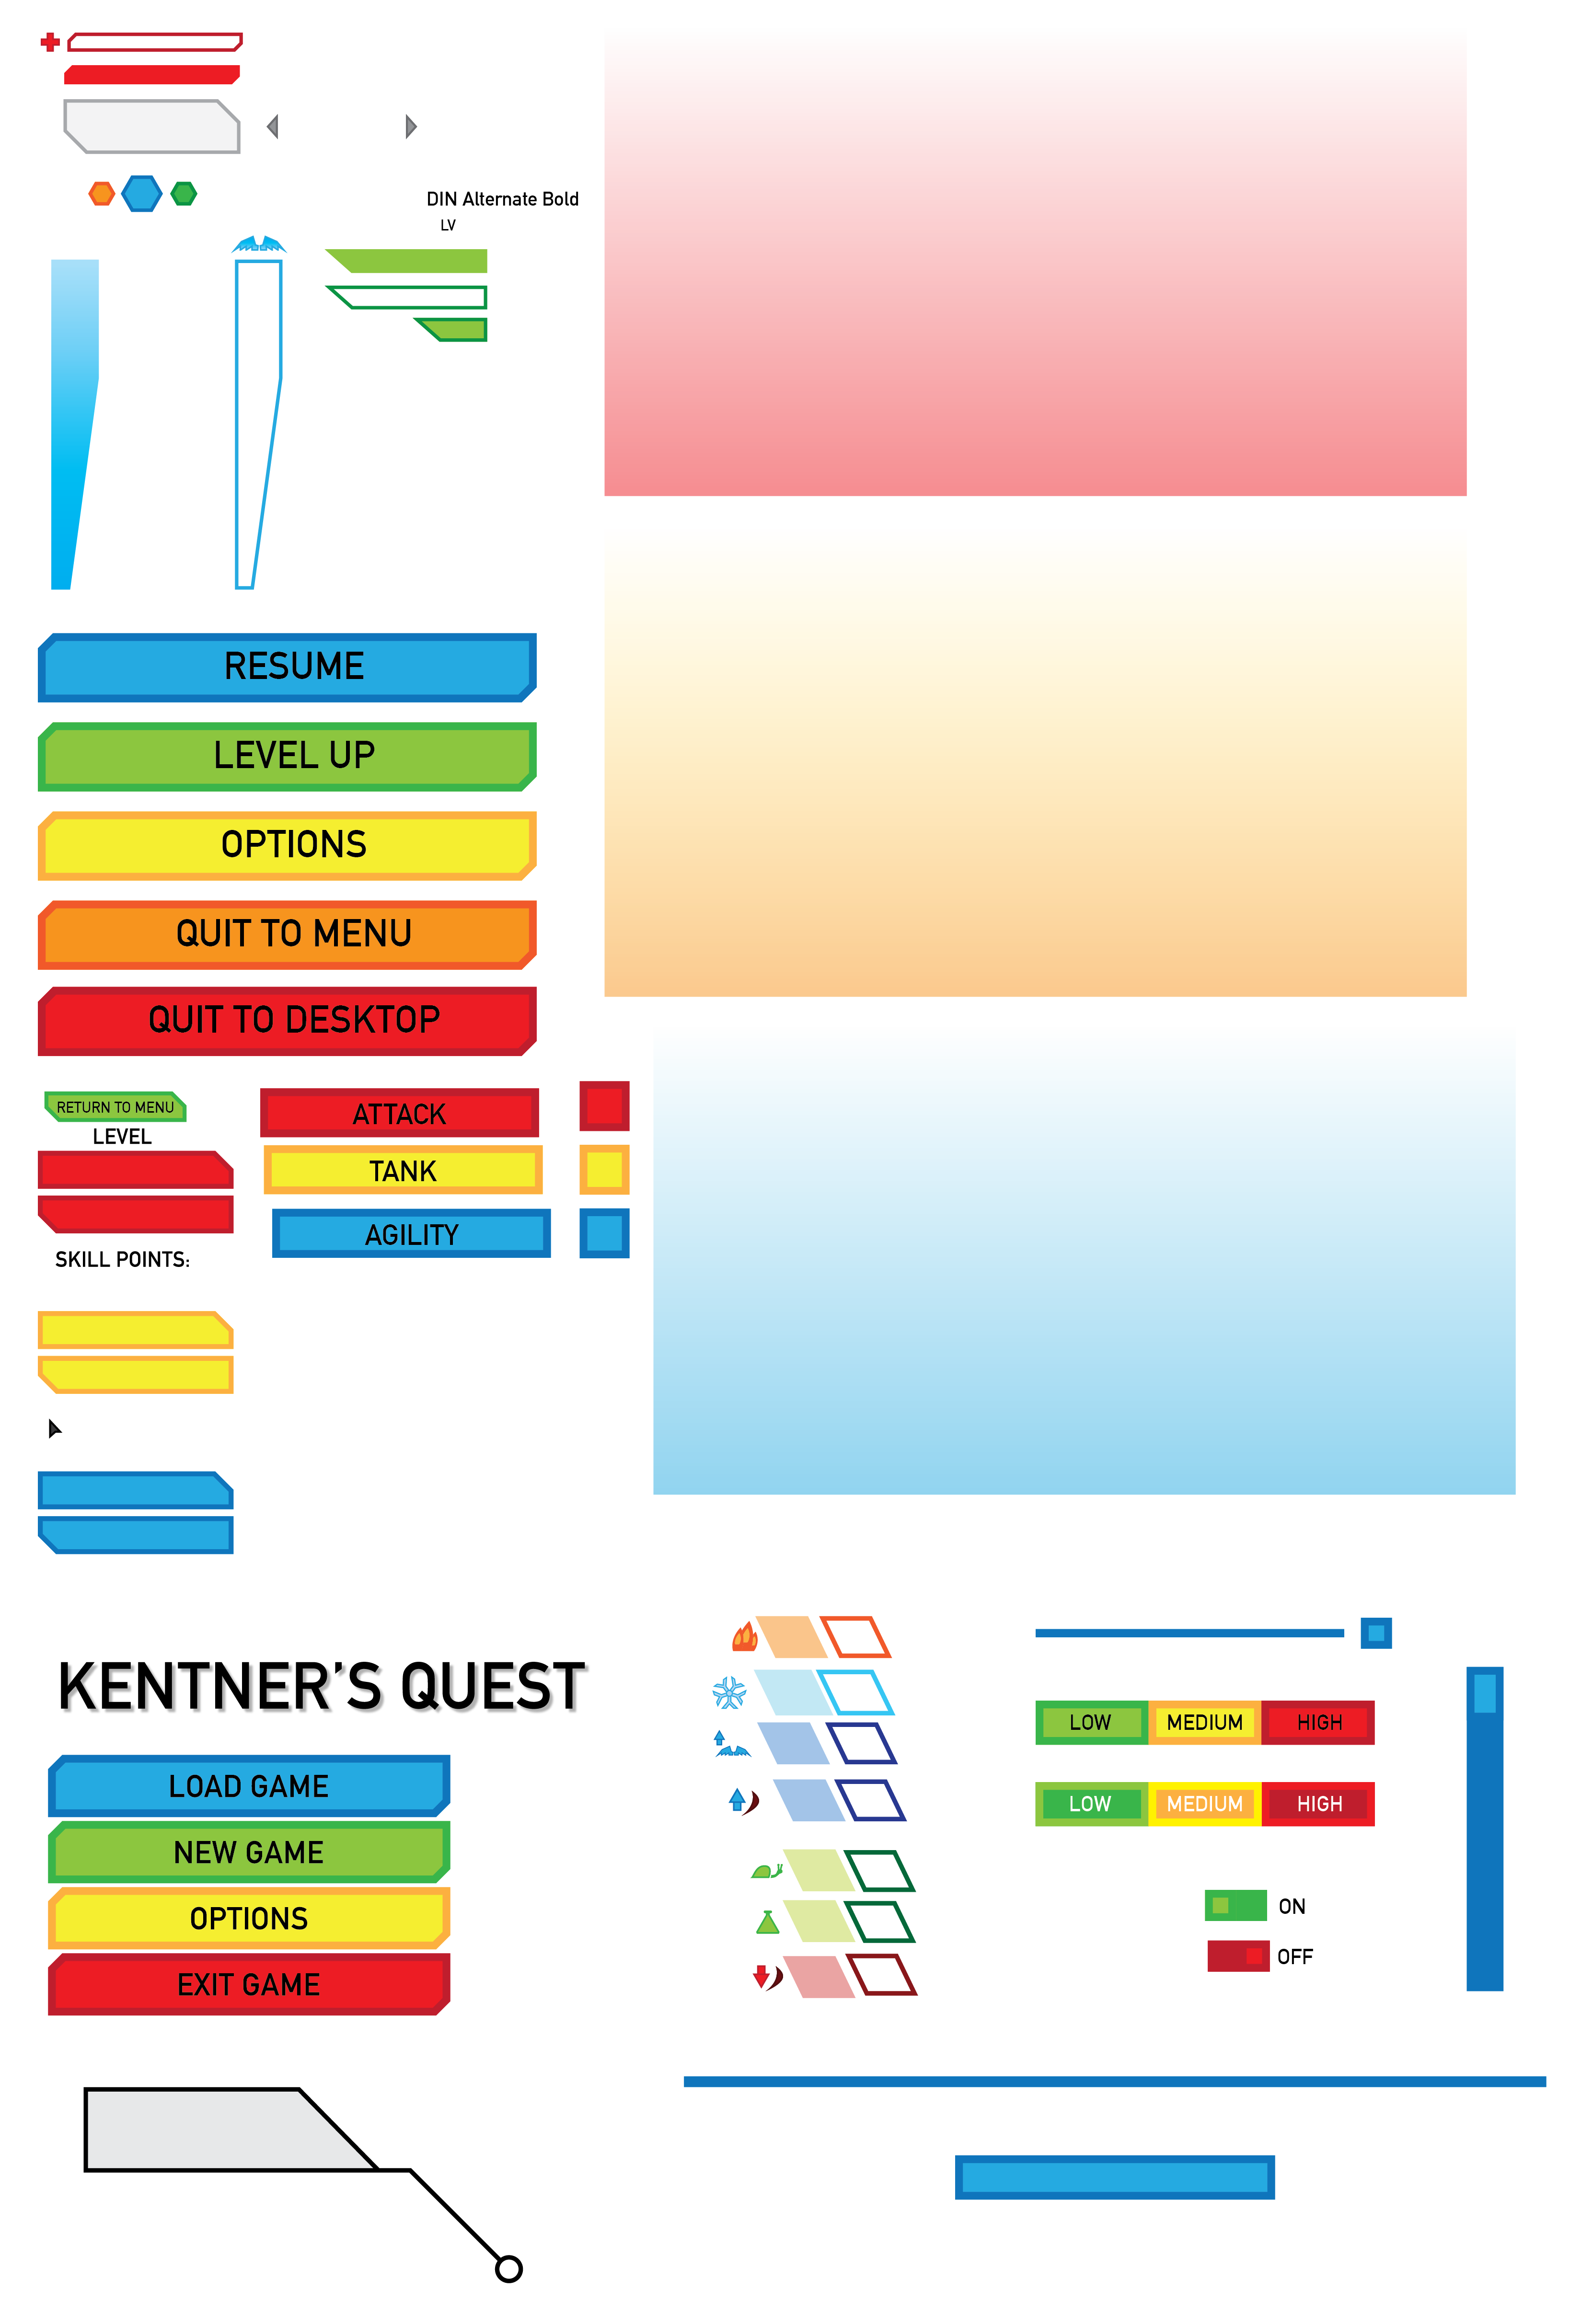 DIN Alternate Bold
LV
RESUME
LEVEL UP
OPTIONS
QUIT TO MENU
QUIT TO DESKTOP
RETURN TO MENU
LEVEL
SKILL POINTS:
ATTACK
TANK
AGILITY
KENTNER'S QUEST
LOAD GAME
NEW GAME
OPTIONS
EXIT GAME
LOW MEDIUM HIGH
LOW MEDIUM HIGH
ON
OFF